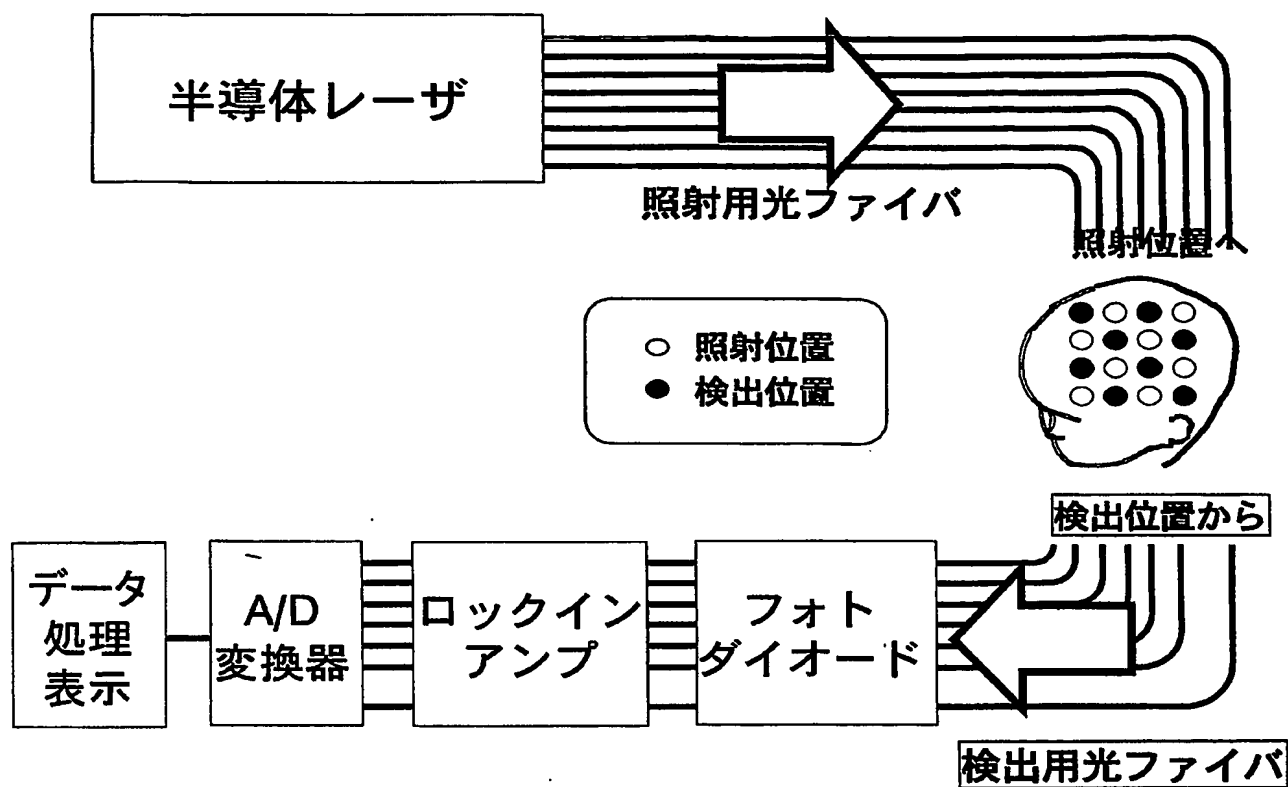 半導体レーザ
照射用光ファイバ
照射位置へ
照射位置
検出位置
検出位置から
データ
処理
表示
A/D
変換器
ロックイン
アンプ
フォト
ダイオード
検出用光ファイバ